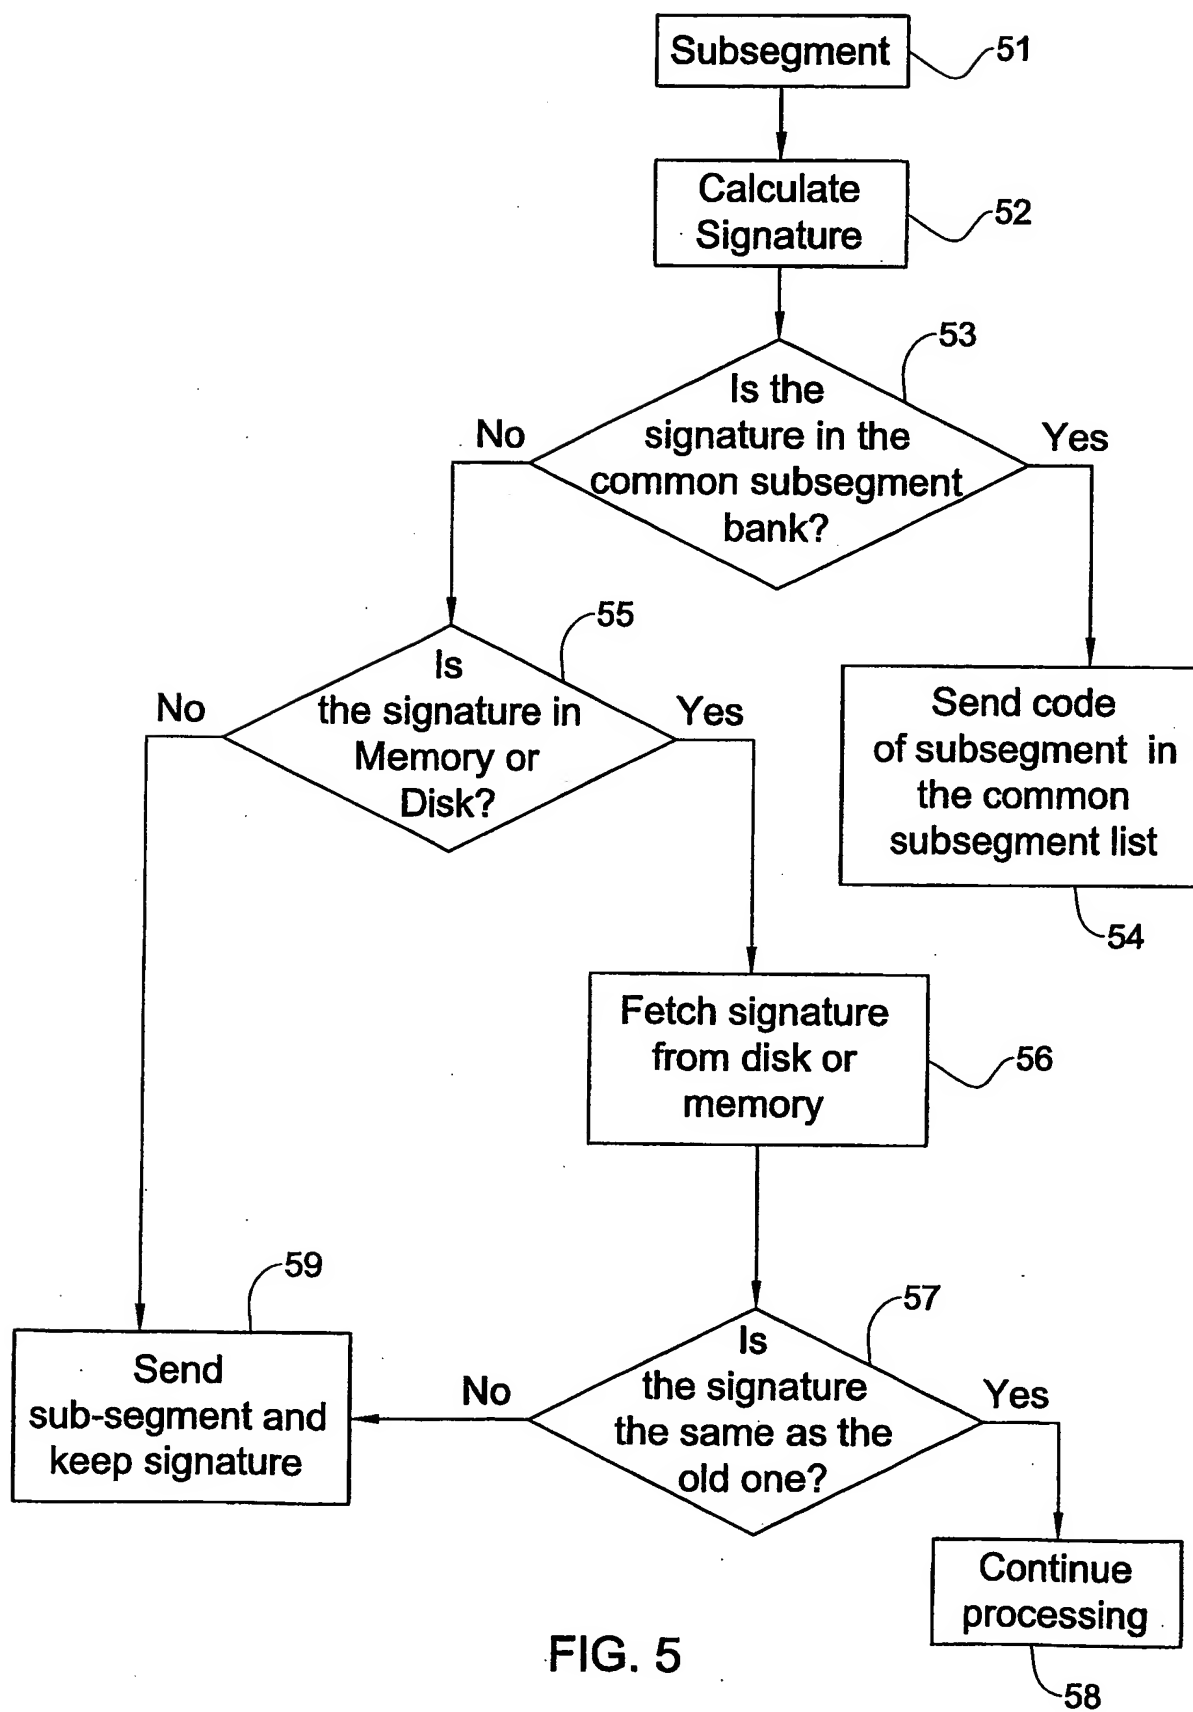 Subsegment
51
Calculate
Signature
52
53
Is the
signature in the
common subsegment
bank?
No
Yes
55
Is
the signature in
Memory or
Disk?
No
Yes
Send code
of subsegment in
the common
subsegment list
54
Fetch signature
from disk or
memory
56
59
Send
sub-segment and
keep signature
57
Is
the signature
the same as the
old one?
No
Yes
Continue
processing
58
FIG. 5